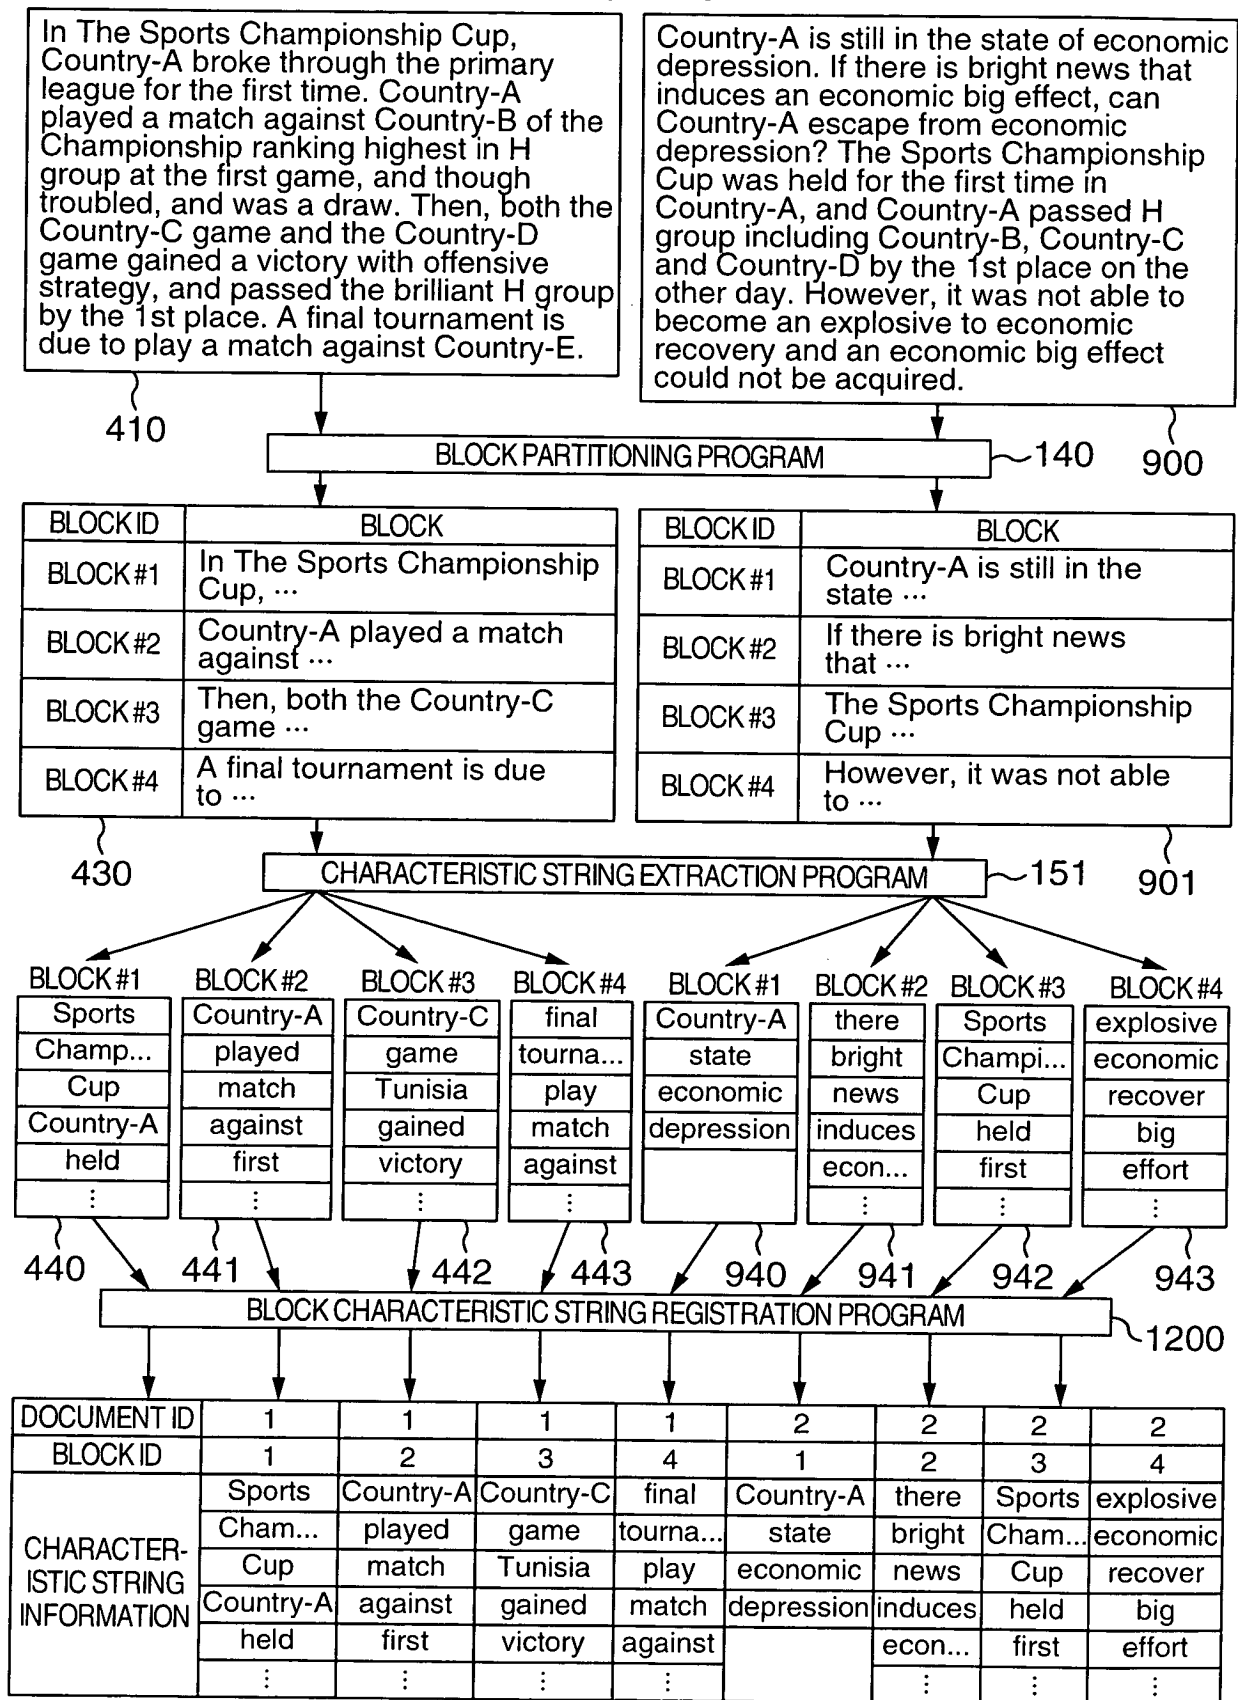 In The Sports Championship Cup,
Country-A broke through the primary
league for the first time. Country-A
played a match against Country-B of the
Championship ranking highest in H
group at the first game, and though
troubled, and was a draw. Then, both the
Country-C game and the Country-D
game gained a victory with offensive
strategy, and passed the brilliant H group
by the 1st place. A final tournament is
due to play a match against Country-E.
410
Country-A is still in the state of economic
depression. If there is bright news that
induces an economic big effect, can
Country-A escape from economic
depression? The Sports Championship
Cup was held for the first time in
Country-A, and Country-A passed H
group including Country-B, Country-C
and Country-D by the 1st place on the
other day. However, it was not able to
become an explosive to economic
recovery and an economic big effect
could not be acquired.
900
BLOCK PARTITIONING PROGRAM
140
BLOCK ID BLOCK
BLOCK #1 In The Sports Championship
Cup, ...
BLOCK #2 Country-A played a match
against ...
BLOCK #3 Then, both the Country-C
game ...
BLOCK #4 A final tournament is due
to ...
430
BLOCK ID BLOCK
BLOCK #1 Country-A is still in the
state ...
BLOCK #2 If there is bright news
that ...
BLOCK #3 The Sports Championship
Cup ...
BLOCK #4 However, it was not able
to ...
901
CHARACTERISTIC STRING EXTRACTION PROGRAM
151
BLOCK #1 BLOCK #2 BLOCK #3 BLOCK #4 BLOCK #1 BLOCK #2 BLOCK #3 BLOCK #4
Sports Country-A Country-C final Country-A there Sports explosive
Champ... played game tourna... state bright Champi... economic
Cup match Tunisia play economic news Cup recover
Country-A against gained match depression induces held big
held first victory against econ... first effort
⋮ ⋮ ⋮ ⋮ ⋮ ⋮ ⋮
440 441 442 443 940 941 942 943
BLOCK CHARACTERISTIC STRING REGISTRATION PROGRAM
1200
DOCUMENT ID 1 1 1 1 2 2 2 2
BLOCK ID 1 2 3 4 1 2 3 4
CHARACTER-
ISTIC STRING
INFORMATION
Sports Country-A Country-C final Country-A there Sports explosive
Cham... played game tourna... state bright Cham... economic
Cup match Tunisia play economic news Cup recover
Country-A against gained match depression induces held big
held first victory against econ... first effort
⋮ ⋮ ⋮ ⋮ ⋮ ⋮ ⋮